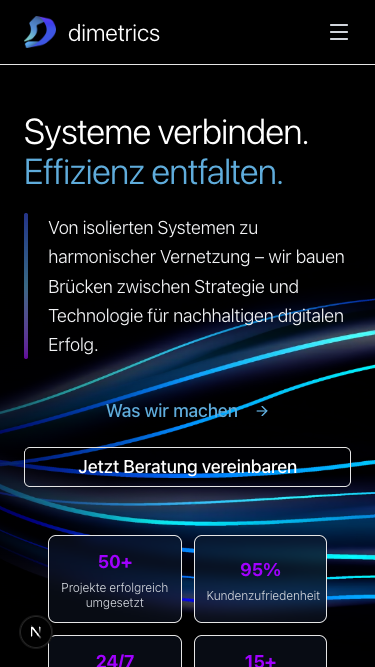 dimetrics
Systeme verbinden.
Effizienz entfalten.
Von isolierten Systemen zu
harmonischer Vernetzung – wir bauen
Brücken zwischen Strategie und
Technologie für nachhaltigen digitalen
Erfolg.
Was wir machen →
Jetzt Beratung vereinbaren
50+
Projekte erfolgreich
umgesetzt
95%
Kundenzufriedenheit
N
24/7
15+